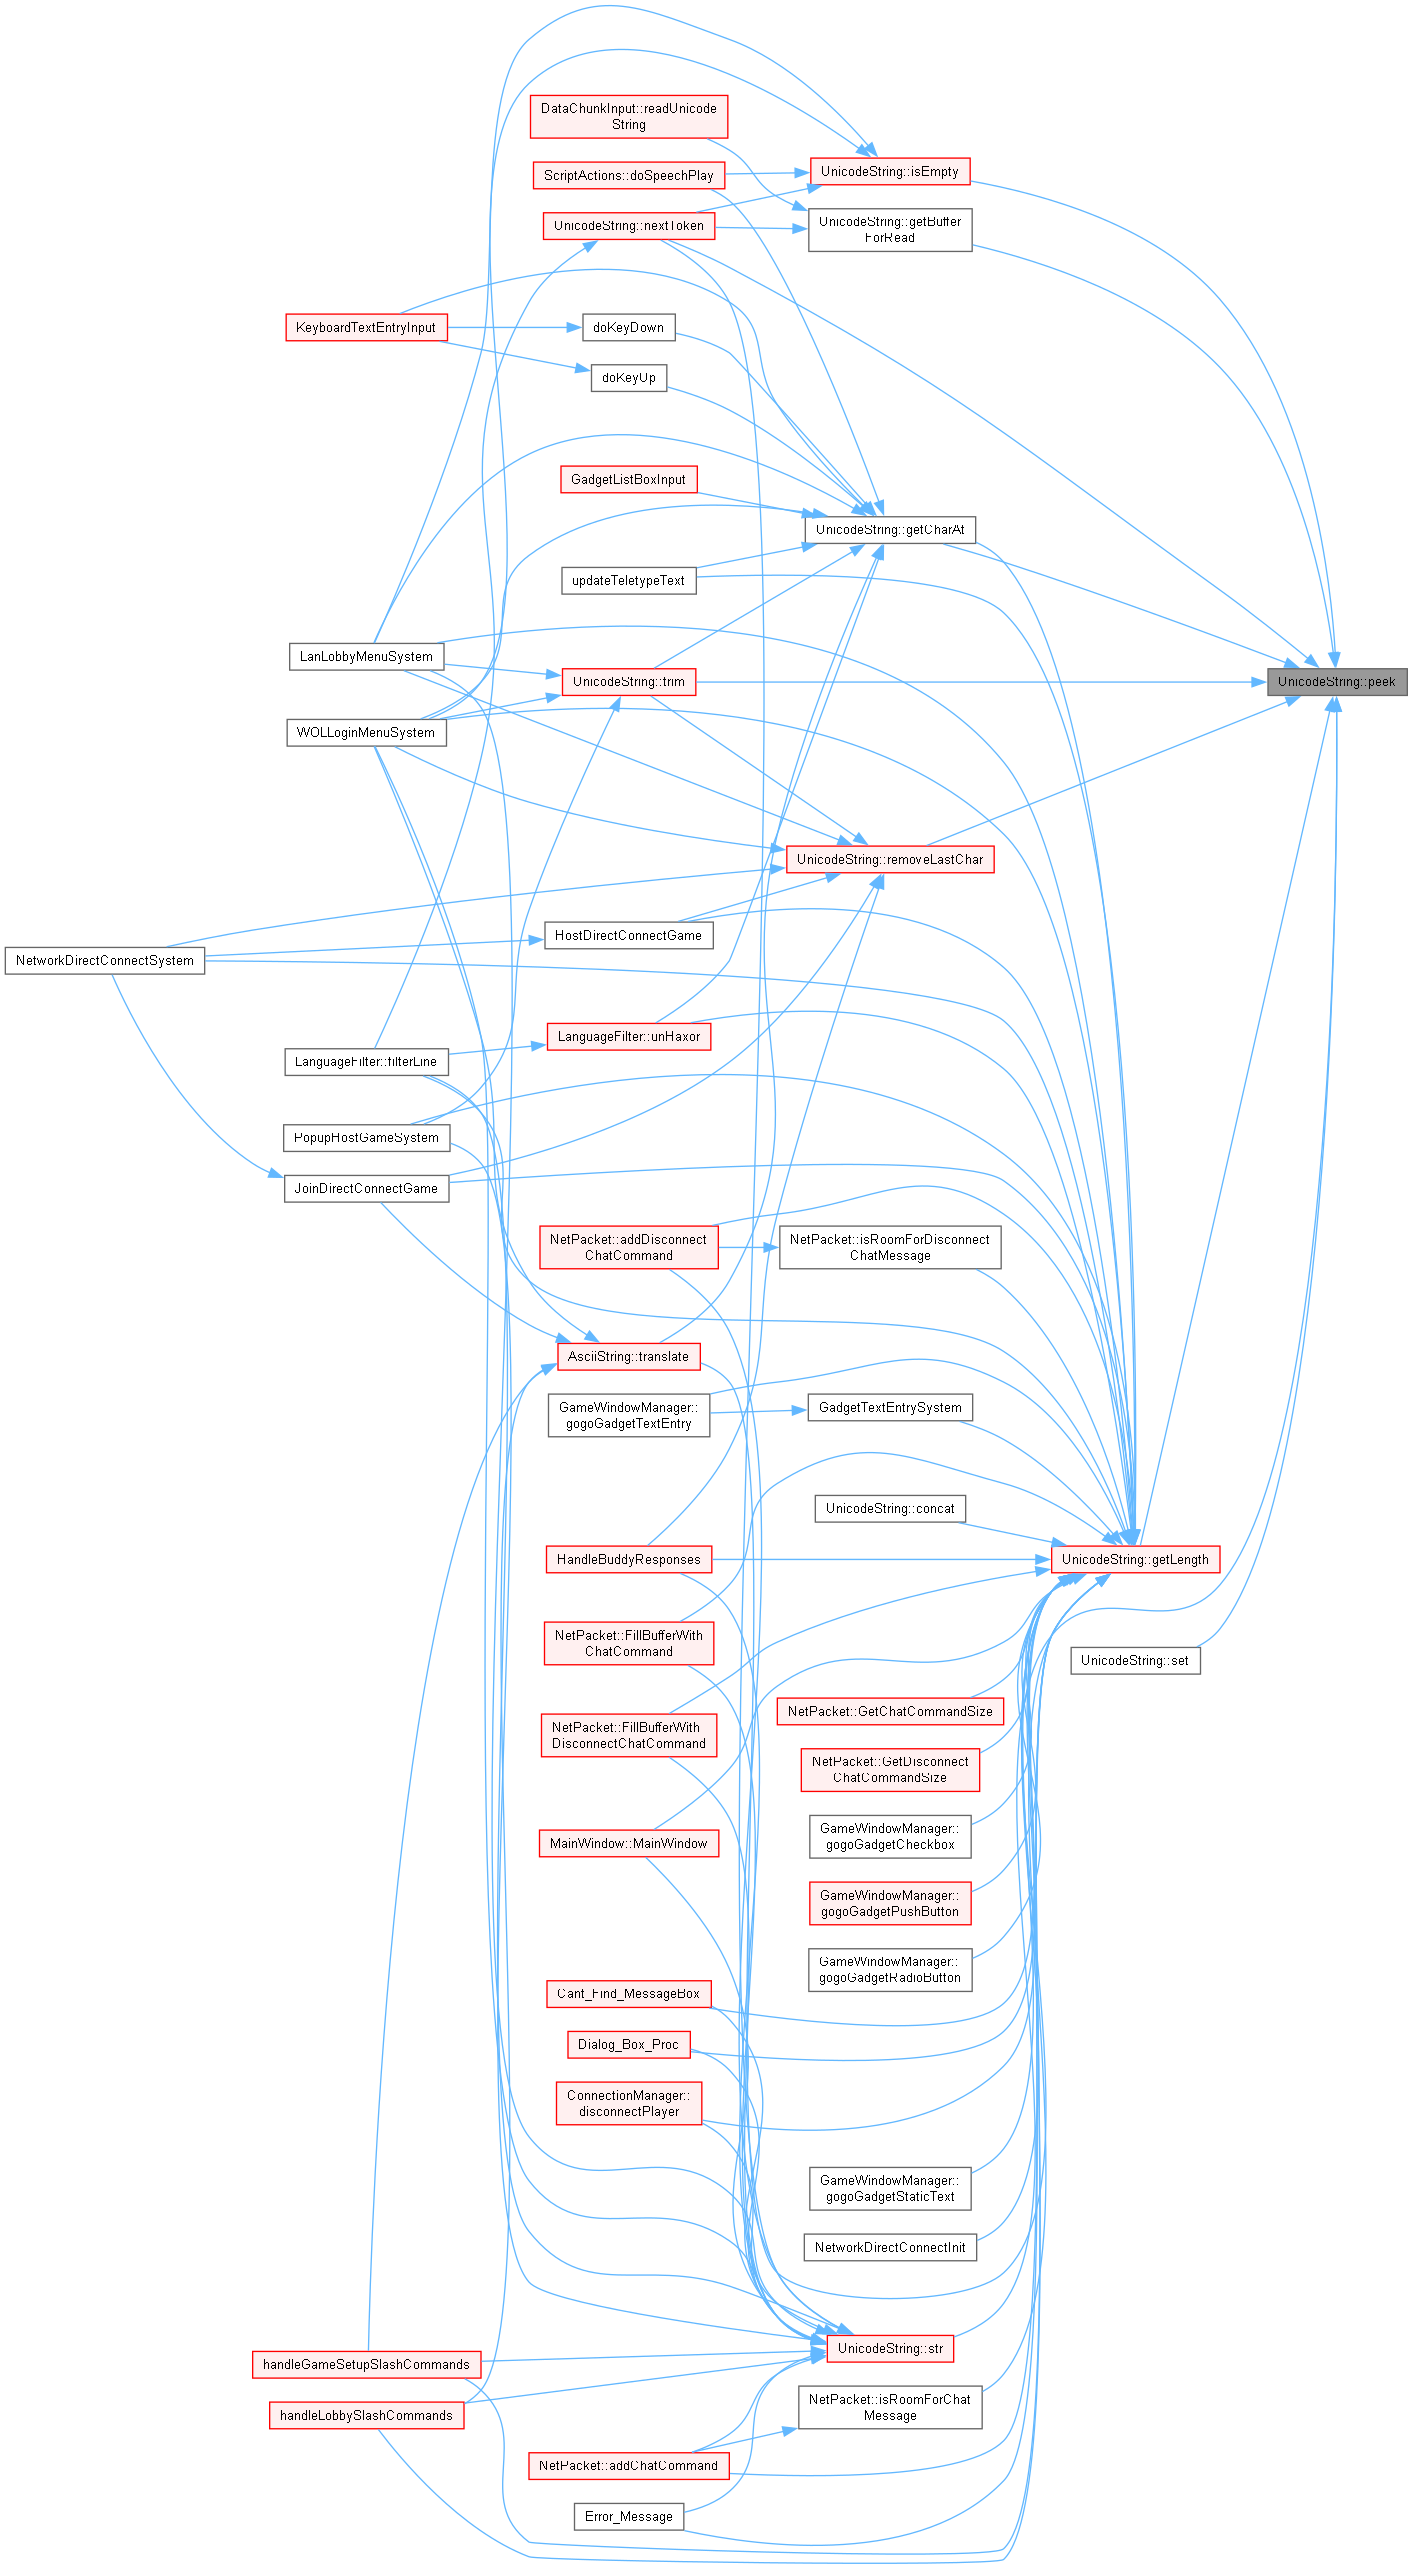 DataChunkInput::readUnicode
String
UnicodeString::isEmpty
ScriptActions::doSpeechPlay
UnicodeString::nextToken
UnicodeString::getBuffer
ForRead
KeyboardTextEntryInput
doKeyDown
doKeyUp
GadgetListBoxInput
UnicodeString::getCharAt
updateTeletypeText
LanLobbyMenuSystem
UnicodeString::trim
UnicodeString::peek
WOLLoginMenuSystem
UnicodeString::removeLastChar
HostDirectConnectGame
NetworkDirectConnectSystem
LanguageFilter::unHaxor
LanguageFilter::filterLine
PopupHostGameSystem
JoinDirectConnectGame
NetPacket::addDisconnect
ChatCommand
NetPacket::isRoomForDisconnect
ChatMessage
AsciiString::translate
GameWindowManager::
gogoGadgetTextEntry
GadgetTextEntrySystem
UnicodeString::concat
HandleBuddyResponses
UnicodeString::getLength
NetPacket::FillBufferWith
ChatCommand
UnicodeString::set
NetPacket::GetChatCommandSize
NetPacket::FillBufferWith
DisconnectChatCommand
NetPacket::GetDisconnect
ChatCommandSize
MainWindow::MainWindow
GameWindowManager::
gogoGadgetCheckbox
GameWindowManager::
gogoGadgetPushButton
GameWindowManager::
gogoGadgetRadioButton
Cant_Find_MessageBox
Dialog_Box_Proc
ConnectionManager::
disconnectPlayer
GameWindowManager::
gogoGadgetStaticText
NetworkDirectConnectInit
UnicodeString::str
handleGameSetupSlashCommands
handleLobbySlashCommands
NetPacket::isRoomForChat
Message
NetPacket::addChatCommand
Error_Message